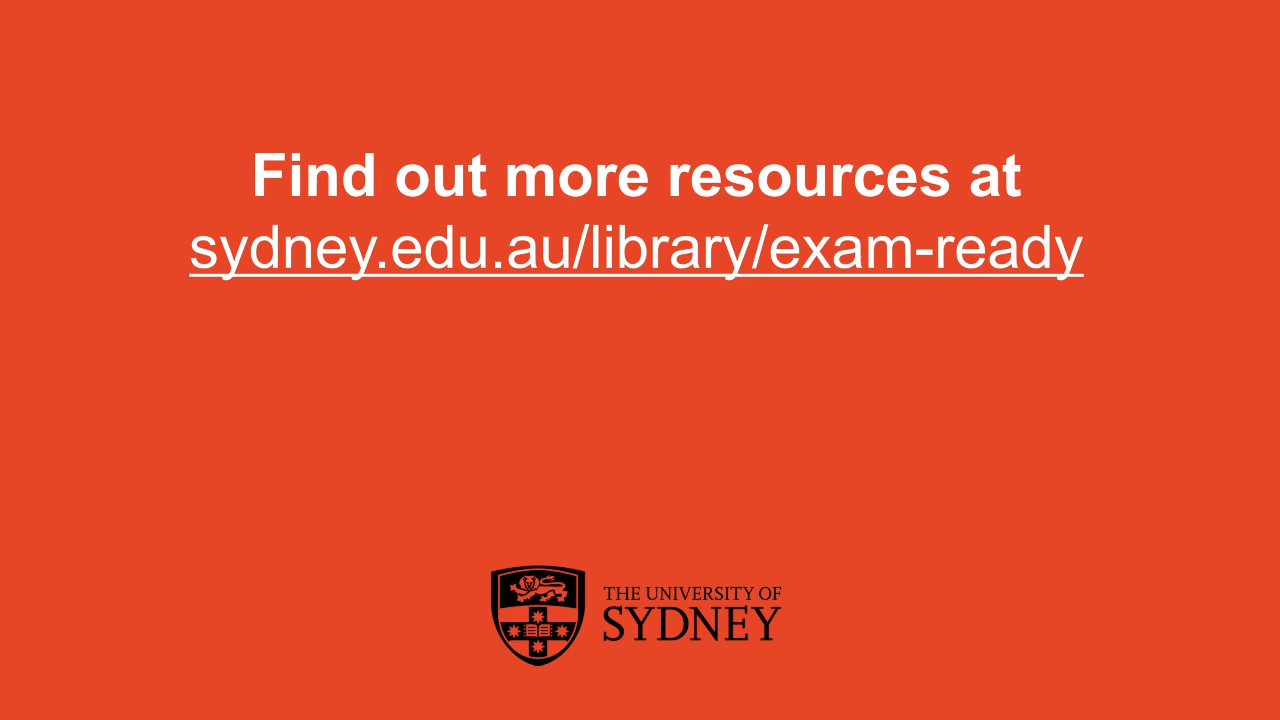 Find out more resources at
sydney.edu.au/library/exam-ready
THE UNIVERSITY OF
SYDNEY